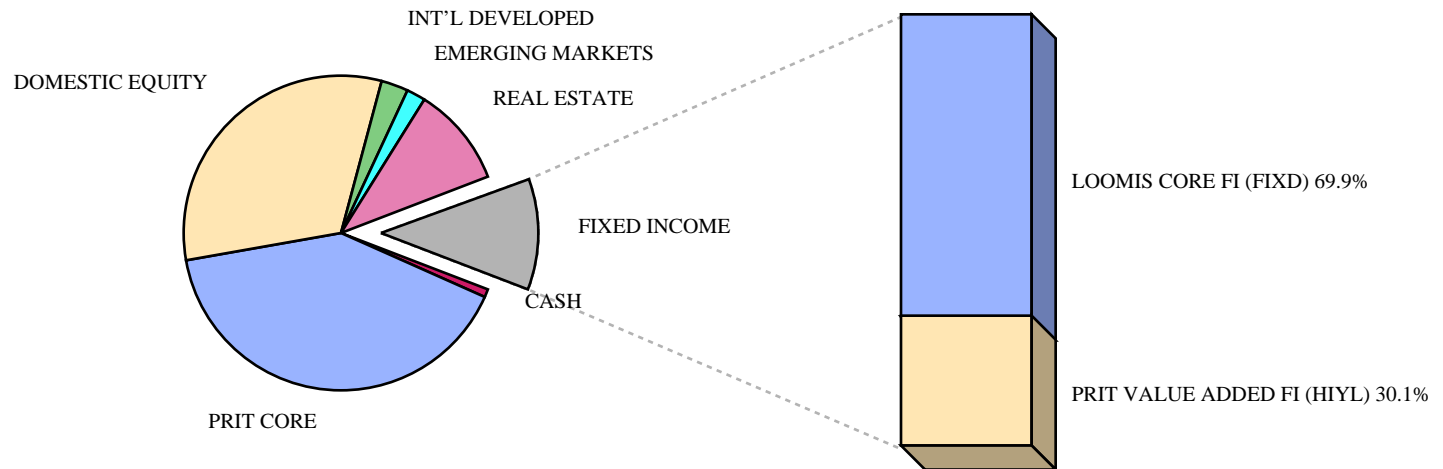 INT'L DEVELOPED
EMERGING MARKETS
DOMESTIC EQUITY
REAL ESTATE
LOOMIS CORE FI (FIXD) 69.9%
FIXED INCOME
CASH
PRIT VALUE ADDED FI (HIYL) 30.1%
PRIT CORE